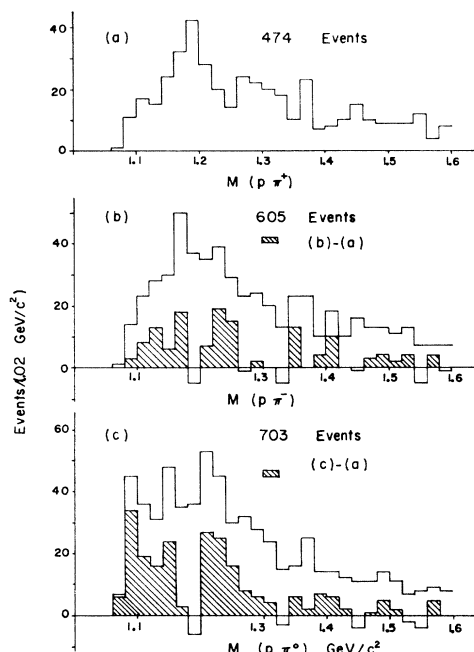 (a) 474 Events
40
20
0
1.1 1.2 1.3 1.4 1.5 1.6
M (p π⁺)
(b) 605 Events
(b)-(a)
40
20
0
1.1 1.2 1.3 1.4 1.5 1.6
M (p π⁻)
Events/.02 GeV/c²
(c) 703 Events
(c)-(a)
60
40
20
0
1.1 1.2 1.3 1.4 1.5 1.6
M (p π°) GeV/c²